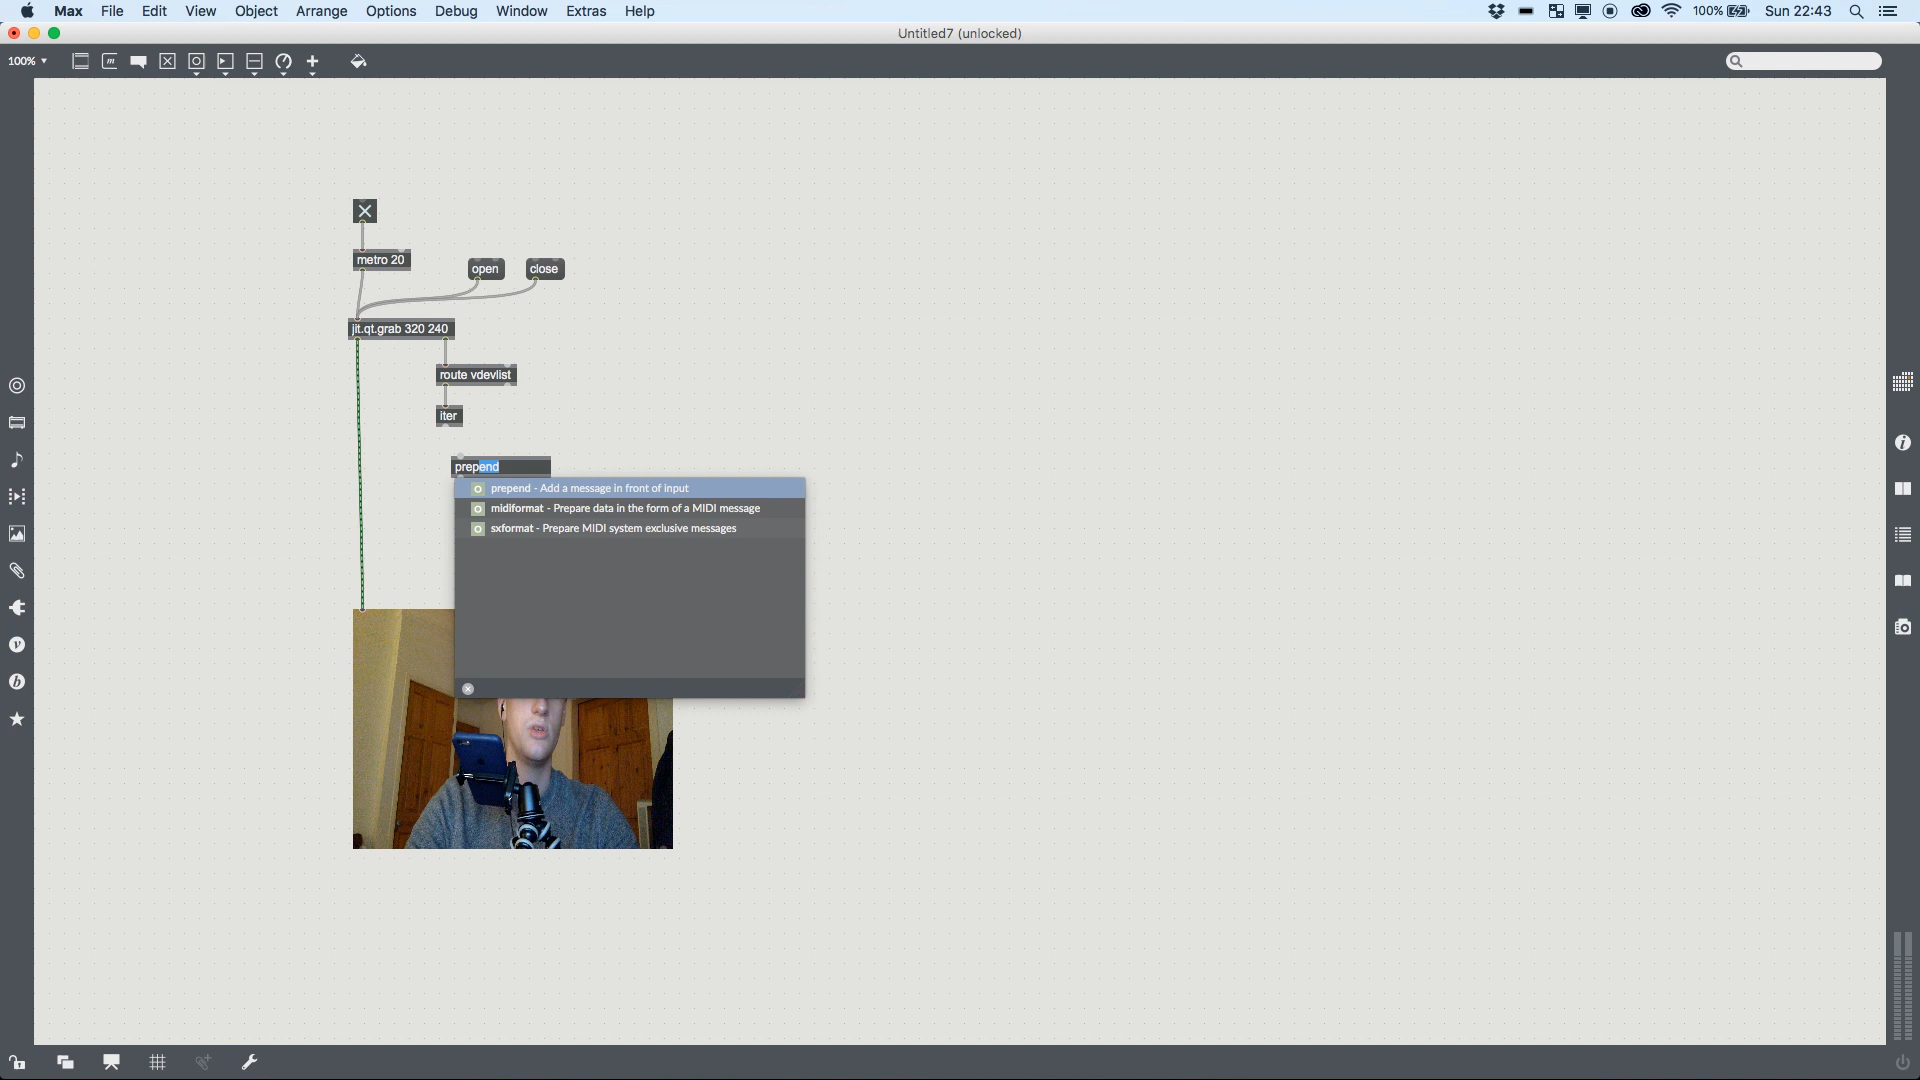 Max File Edit View Object Arrange Options Debug Window Extras Help 100% Sun 22:43
Untitled7 (unlocked)
100%
metro 20
open close
jit.qt.grab 320 240
route vdevlist
iter
prepend
prepend - Add a message in front of input
midiformat - Prepare data in the form of a MIDI message
sxformat - Prepare MIDI system exclusive messages